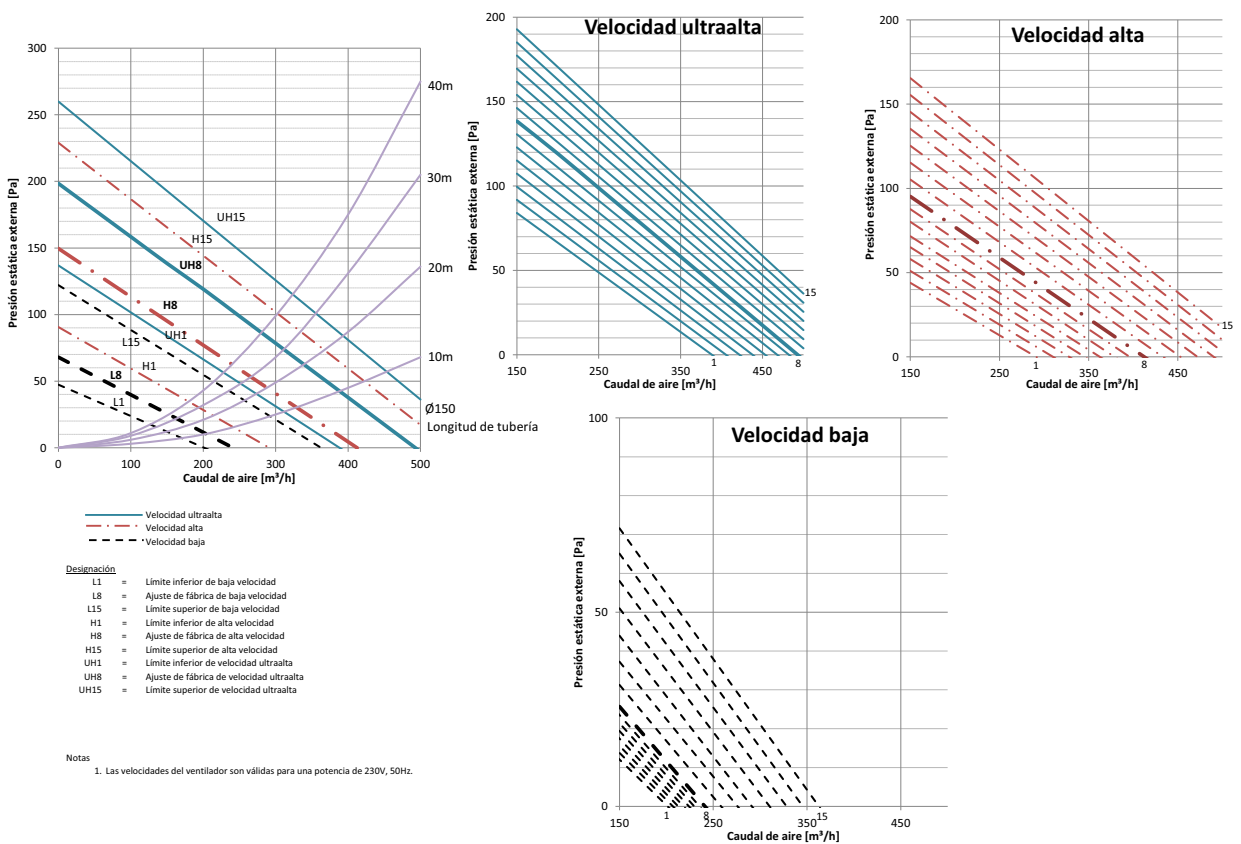 300
250
200
150
100
50
0
Presión estática externa [Pa]
0
100
200
300
400
500
Caudal de aire [m³/h]
UH15
H15
UH8
H8
UH1
L15
H1
L8
L1
40m
30m
20m
10m
Ø150
Longitud de tubería
Velocidad ultraalta
200
150
100
50
0
Presión estática externa [Pa]
150
250
350
450
1
8
15
Caudal de aire [m³/h]
Velocidad alta
200
150
100
50
0
Presión estática externa [Pa]
150
250
1
350
8
450
15
Caudal de aire [m³/h]
Velocidad baja
100
50
0
Presión estática externa [Pa]
150
1
8
250
350
15
450
Caudal de aire [m³/h]
Velocidad ultraalta
Velocidad alta
Velocidad baja
Designación
L1 = Límite inferior de baja velocidad
L8 = Ajuste de fábrica de baja velocidad
L15 = Límite superior de baja velocidad
H1 = Límite inferior de alta velocidad
H8 = Ajuste de fábrica de alta velocidad
H15 = Límite superior de alta velocidad
UH1 = Límite inferior de velocidad ultraalta
UH8 = Ajuste de fábrica de velocidad ultraalta
UH15 = Límite superior de velocidad ultraalta
Notas
1. Las velocidades del ventilador son válidas para una potencia de 230V, 50Hz.